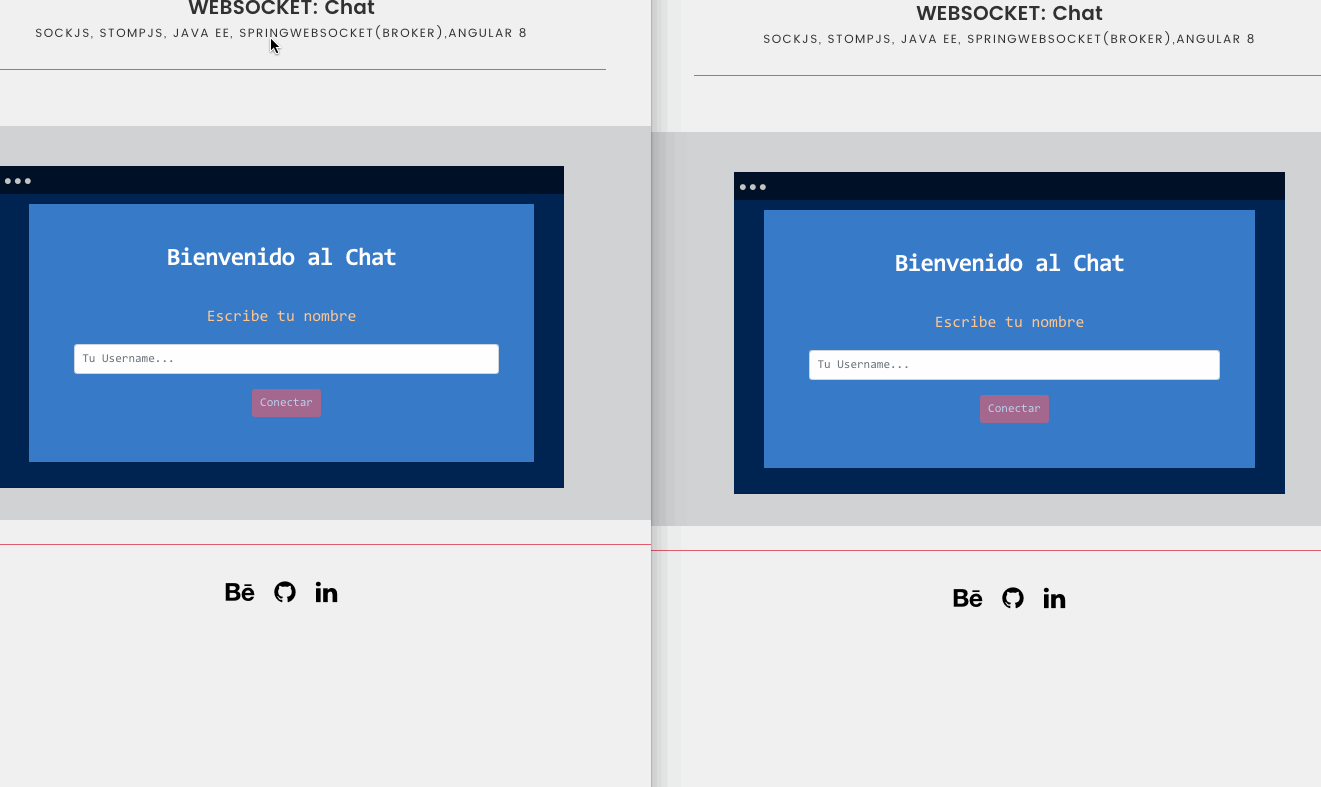 WEBSOCKET: Chat
SOCKJS, STOMPJS, JAVA EE, SPRINGWEBSOCKET(BROKER),ANGULAR 8
Bienvenido al Chat
Escribe tu nombre
Tu Username...
Conectar
Bē
in
WEBSOCKET: Chat
SOCKJS, STOMPJS, JAVA EE, SPRINGWEBSOCKET(BROKER),ANGULAR 8
Bienvenido al Chat
Escribe tu nombre
Tu Username...
Conectar
Bē
in